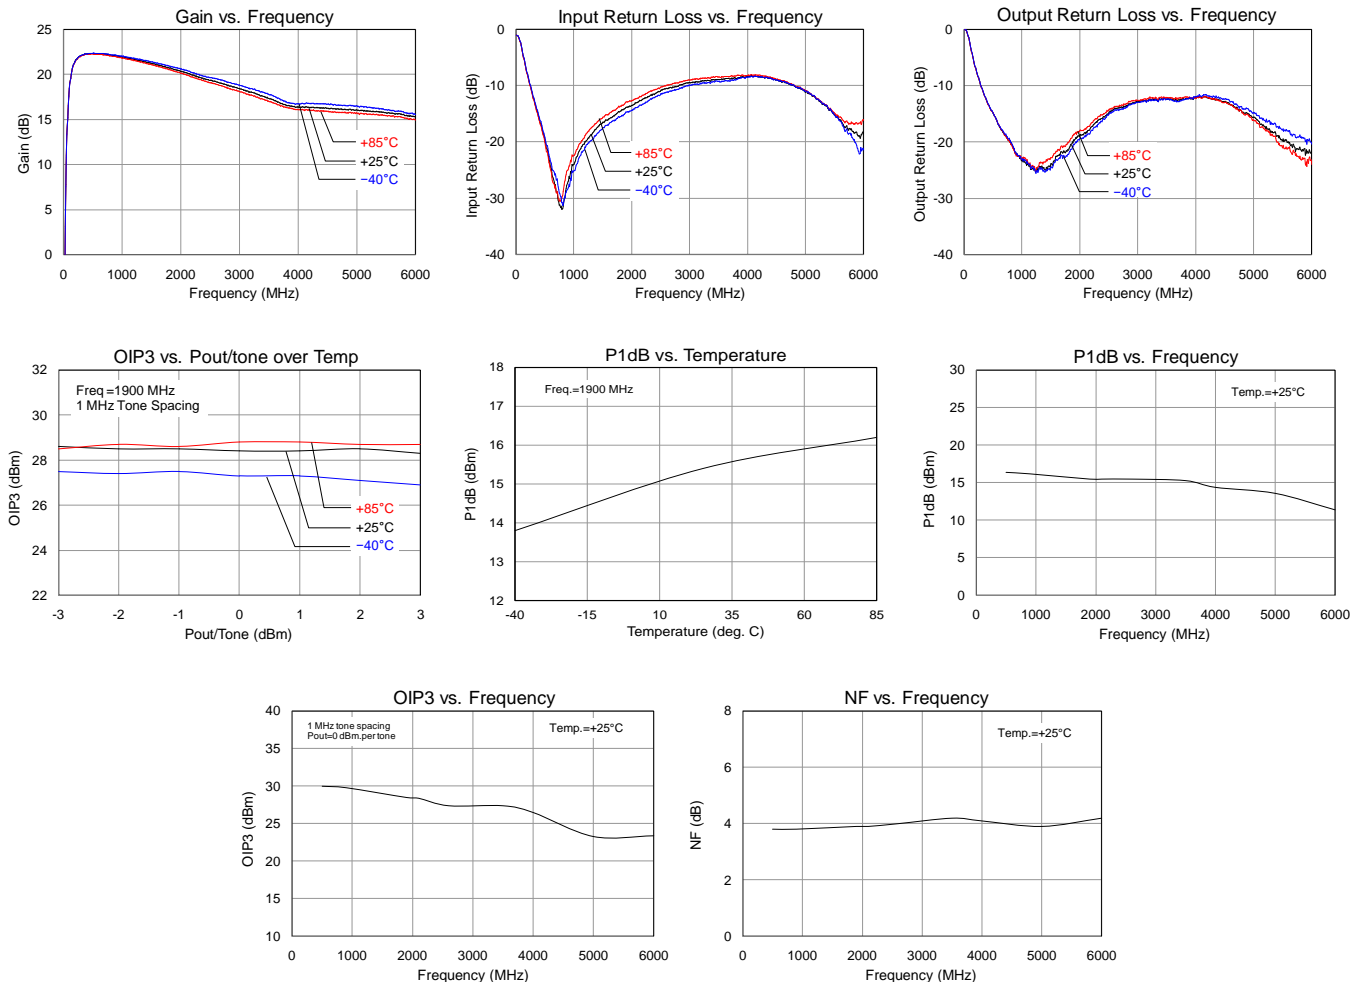 Gain vs. Frequency
25
20
15
10
5
0
Gain (dB)
+85°C
+25°C
−40°C
0 1000 2000 3000 4000 5000 6000
Frequency (MHz)
Input Return Loss vs. Frequency
0
-10
-20
-30
-40
Input Return Loss (dB)
+85°C
+25°C
−40°C
0 1000 2000 3000 4000 5000 6000
Frequency (MHz)
Output Return Loss vs. Frequency
0
-10
-20
-30
-40
Output Return Loss (dB)
+85°C
+25°C
−40°C
0 1000 2000 3000 4000 5000 6000
Frequency (MHz)
OIP3 vs. Pout/tone over Temp
Freq.=1900 MHz
1 MHz Tone Spacing
32
30
28
26
24
22
OIP3 (dBm)
+85°C
+25°C
−40°C
-3 -2 -1 0 1 2 3
Pout/Tone (dBm)
P1dB vs. Temperature
Freq.=1900 MHz
18
17
16
15
14
13
12
P1dB (dBm)
-40 -15 10 35 60 85
Temperature (deg. C)
P1dB vs. Frequency
Temp.=+25°C
30
25
20
15
10
5
0
P1dB (dBm)
0 1000 2000 3000 4000 5000 6000
Frequency (MHz)
OIP3 vs. Frequency
1 MHz tone spacing
Pout=0 dBm.per tone
Temp.=+25°C
40
35
30
25
20
15
10
OIP3 (dBm)
0 1000 2000 3000 4000 5000 6000
Frequency (MHz)
NF vs. Frequency
Temp.=+25°C
8
6
4
2
0
NF (dB)
0 1000 2000 3000 4000 5000 6000
Frequency (MHz)